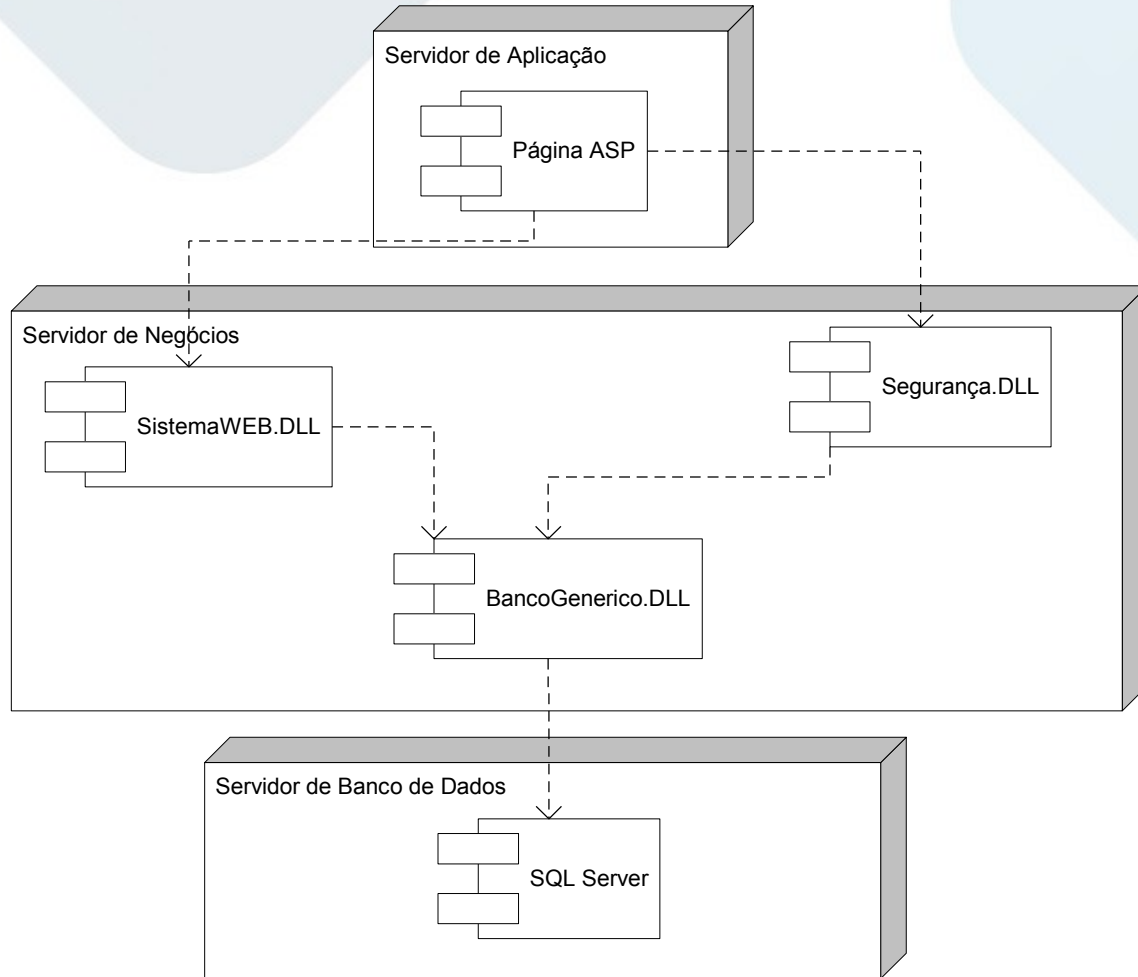 Servidor de Aplicação
Página ASP
Servidor de Negócios
Segurança.DLL
SistemaWEB.DLL
BancoGenerico.DLL
Servidor de Banco de Dados
SQL Server